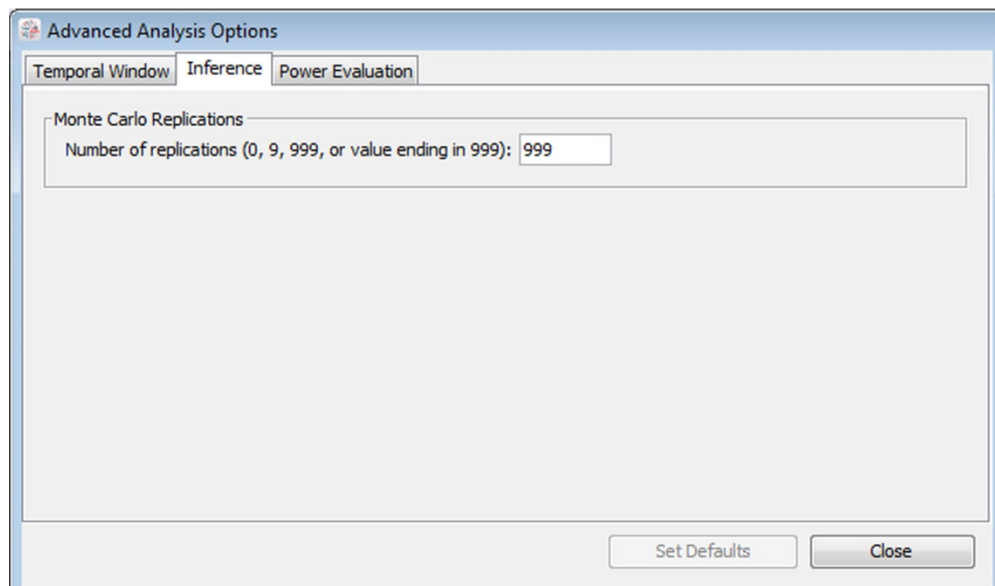 Advanced Analysis Options
Temporal Window Inference Power Evaluation
Monte Carlo Replications
Number of replications (0, 9, 999, or value ending in 999): 999
Set Defaults Close